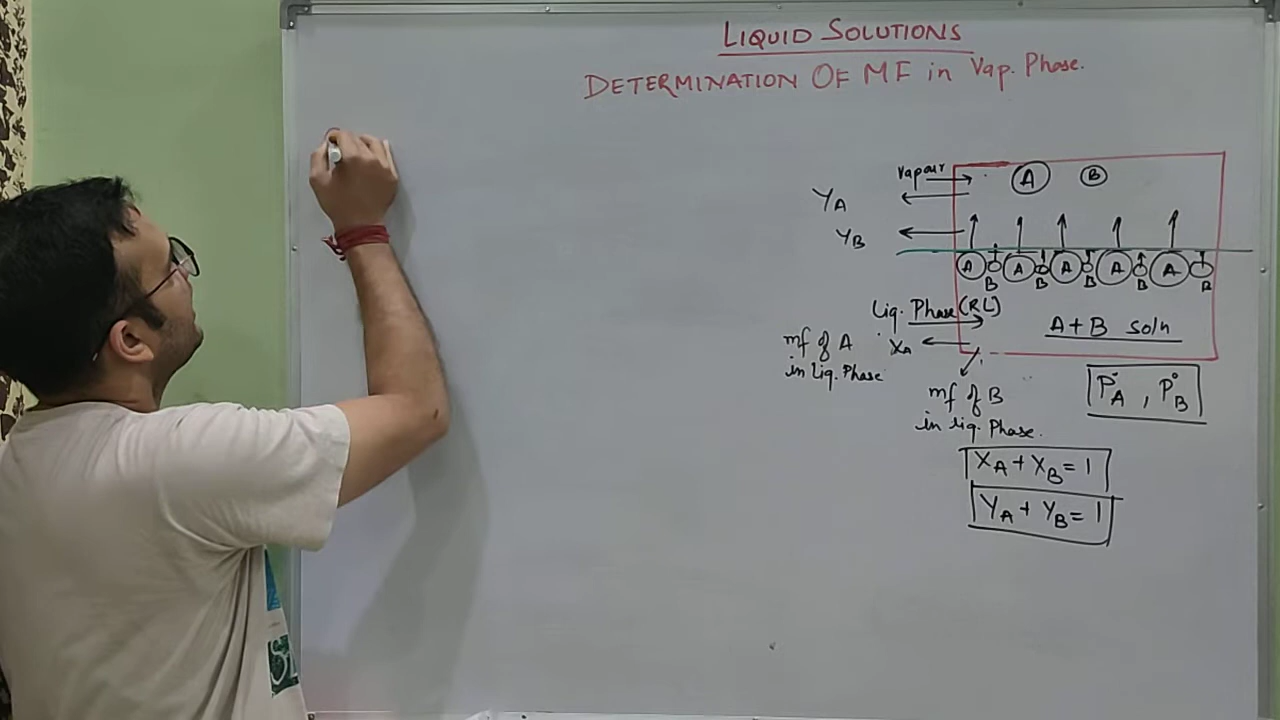 LIQUID SOLUTIONS
DETERMINATION OF MF in Vap. Phase.
Vapour
A B
YA
YB
A A A A A
B B B B B
Liq. Phase (RL)
A+B soln
mf of A XA
in Liq. Phase
mf of B
in liq. Phase.
P°A , P°B
XA + XB = 1
YA + YB = 1